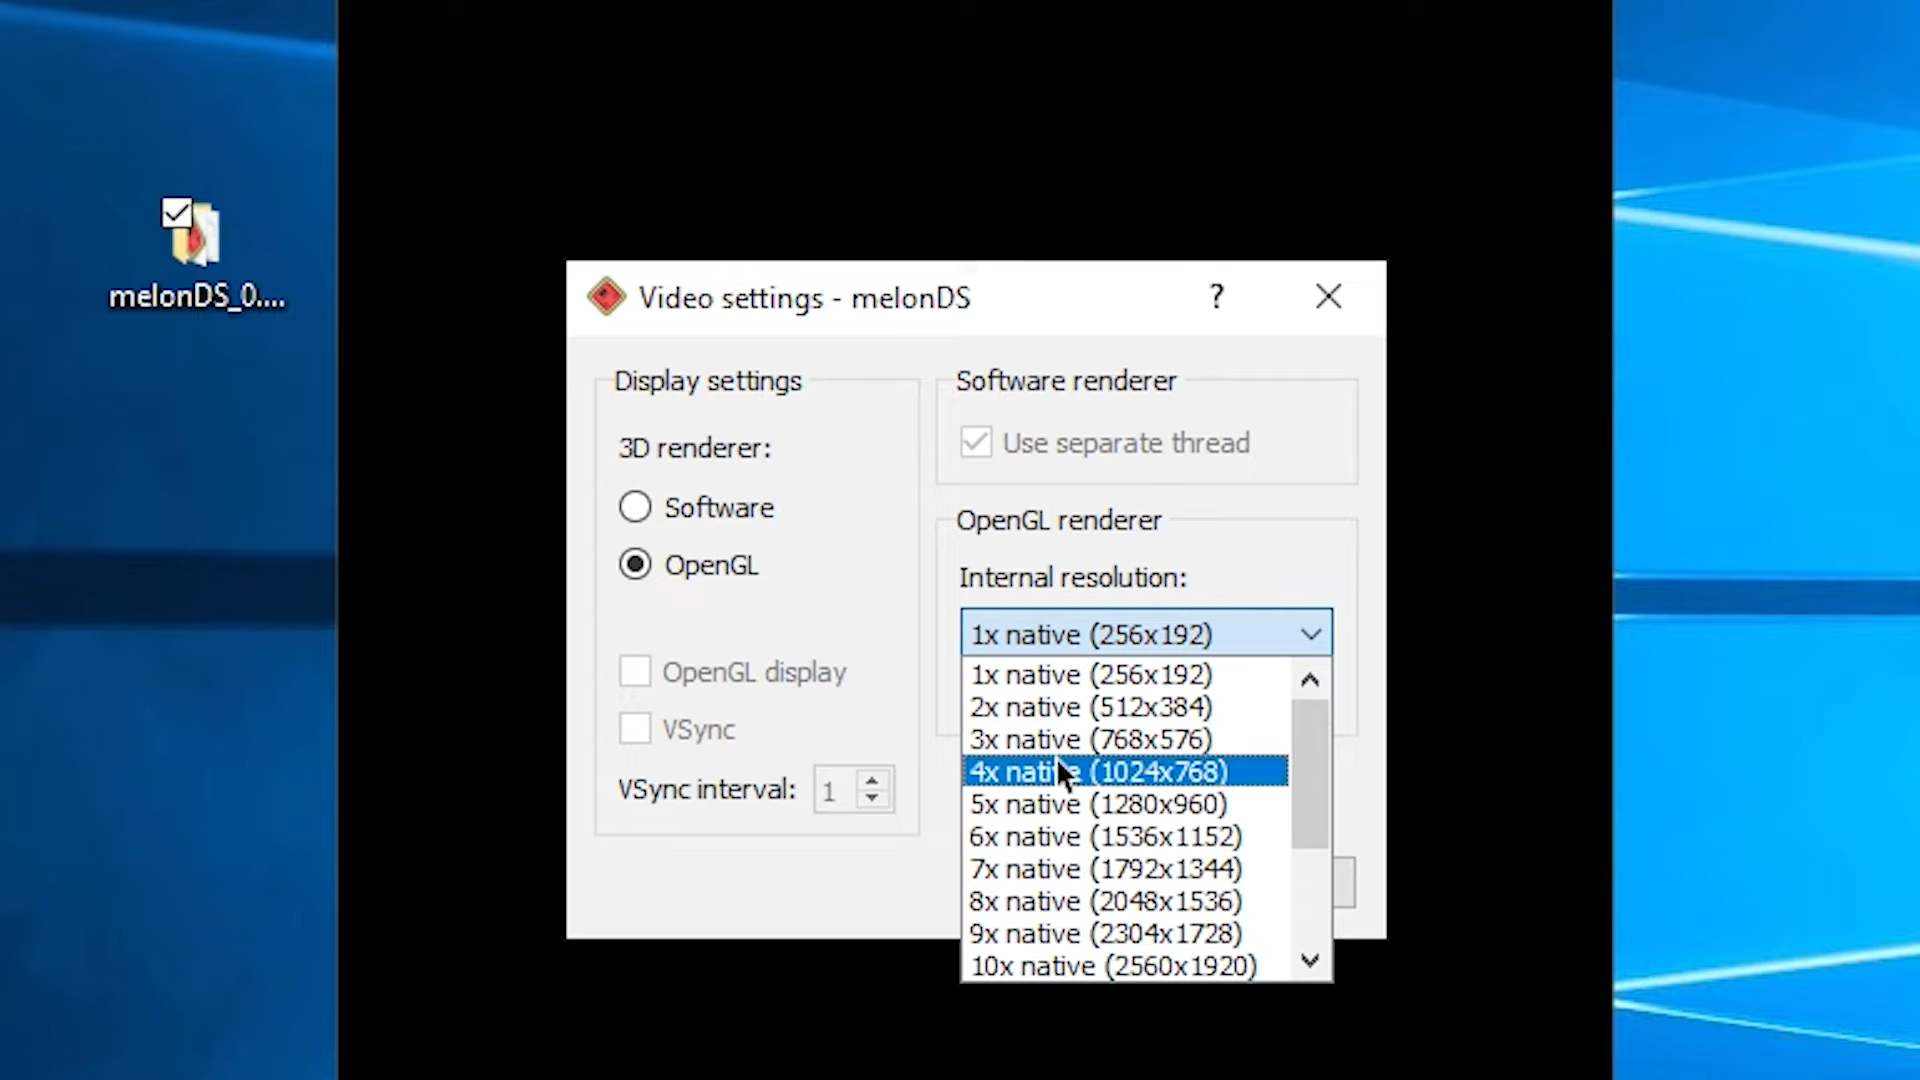 melonDS_0....
Video settings - melonDS
?
Display settings
3D renderer:
Software
OpenGL
OpenGL display
VSync
VSync interval: 1
Software renderer
Use separate thread
OpenGL renderer
Internal resolution:
1x native (256x192)
1x native (256x192)
2x native (512x384)
3x native (768x576)
4x native (1024x768)
5x native (1280x960)
6x native (1536x1152)
7x native (1792x1344)
8x native (2048x1536)
9x native (2304x1728)
10x native (2560x1920)